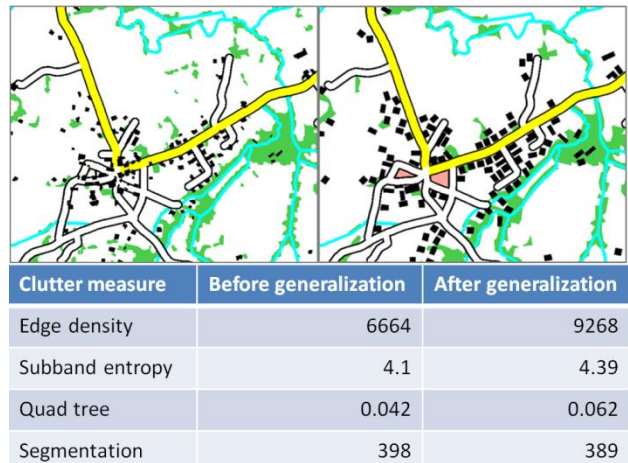 Clutter measure Before generalization After generalization
Edge density 6664 9268
Subband entropy 4.1 4.39
Quad tree 0.042 0.062
Segmentation 398 389